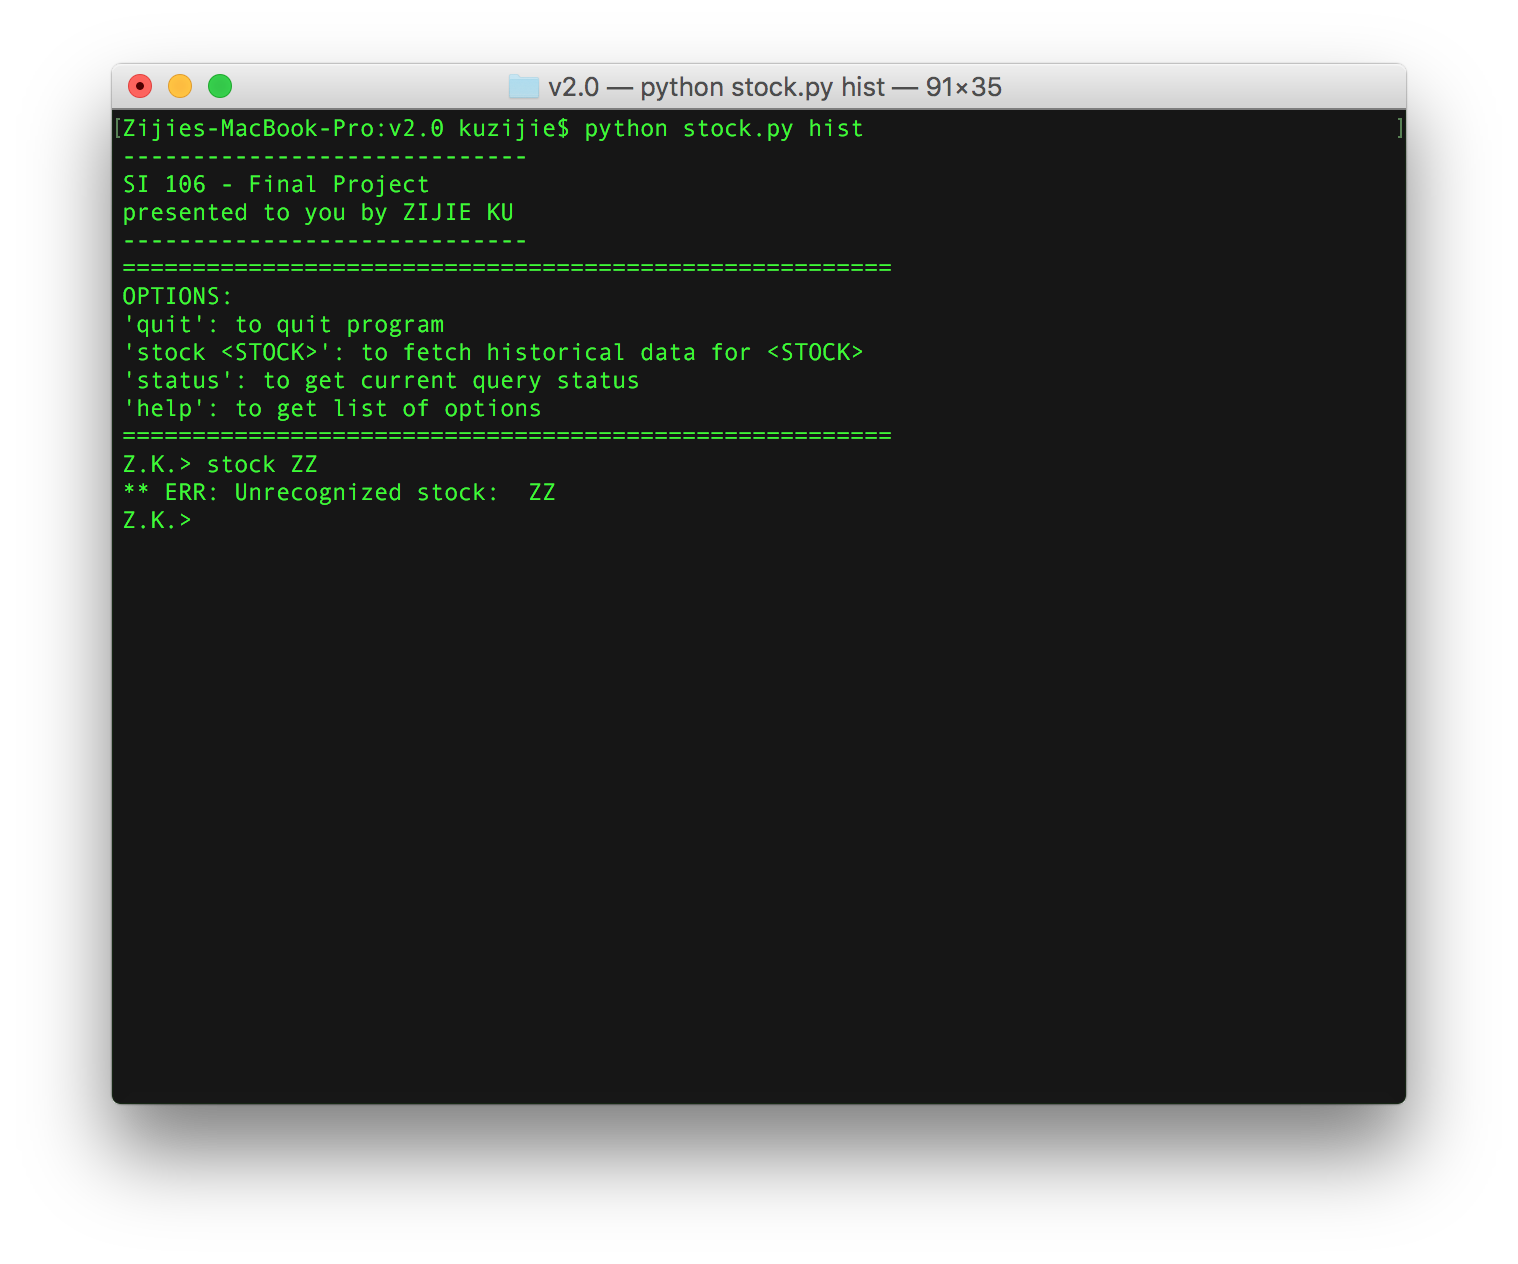 v2.0 — python stock.py hist — 91×35
[Zijies-MacBook-Pro:v2.0 kuzijie$ python stock.py hist ]
-----------------------------
SI 106 - Final Project
presented to you by ZIJIE KU
-----------------------------
=======================================================
OPTIONS:
'quit': to quit program
'stock <STOCK>': to fetch historical data for <STOCK>
'status': to get current query status
'help': to get list of options
=======================================================
Z.K.> stock ZZ
** ERR: Unrecognized stock:  ZZ
Z.K.>